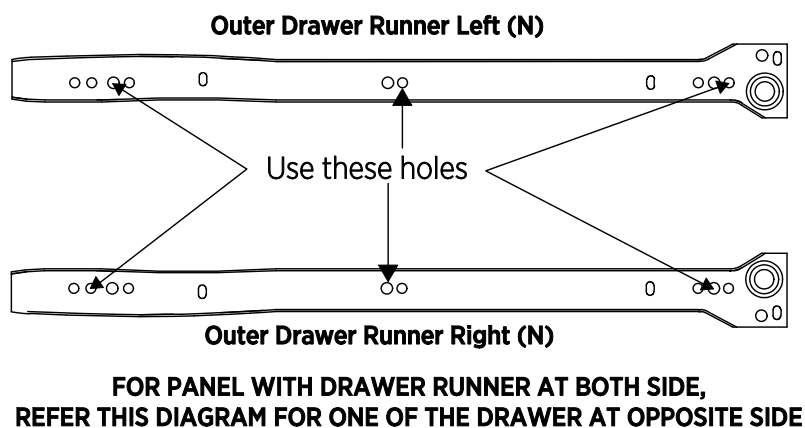 Outer Drawer Runner Left (N)
Use these holes
Outer Drawer Runner Right (N)
FOR PANEL WITH DRAWER RUNNER AT BOTH SIDE,
REFER THIS DIAGRAM FOR ONE OF THE DRAWER AT OPPOSITE SIDE